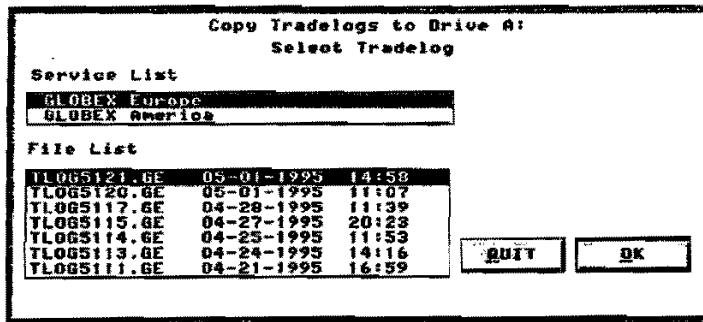 Copy Tradelogs to Drive A:
Select Tradelog
Service List
GLOBEX Europe
GLOBEX America
File List
TLOG5121.GE 05-01-1995 14:58
TLOG5120.GE 05-01-1995 11:07
TLOG5117.GE 04-28-1995 11:39
TLOG5115.GE 04-27-1995 20:23
TLOG5114.GE 04-25-1995 11:53
TLOG5113.GE 04-24-1995 14:16
TLOG5111.GE 04-21-1995 16:59
QUIT OK